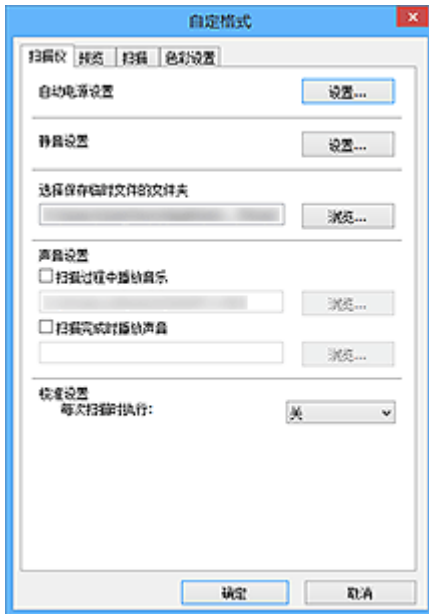 自定格式
扫描仪 预览 扫描 色彩设置
自动电源设置 设置...
静音设置 设置...
选择保存临时文件的文件夹
浏览...
声音设置
扫描过程中播放音乐
浏览...
扫描完成时播放声音
浏览...
校准设置
每次扫描时执行: 关
确定 取消